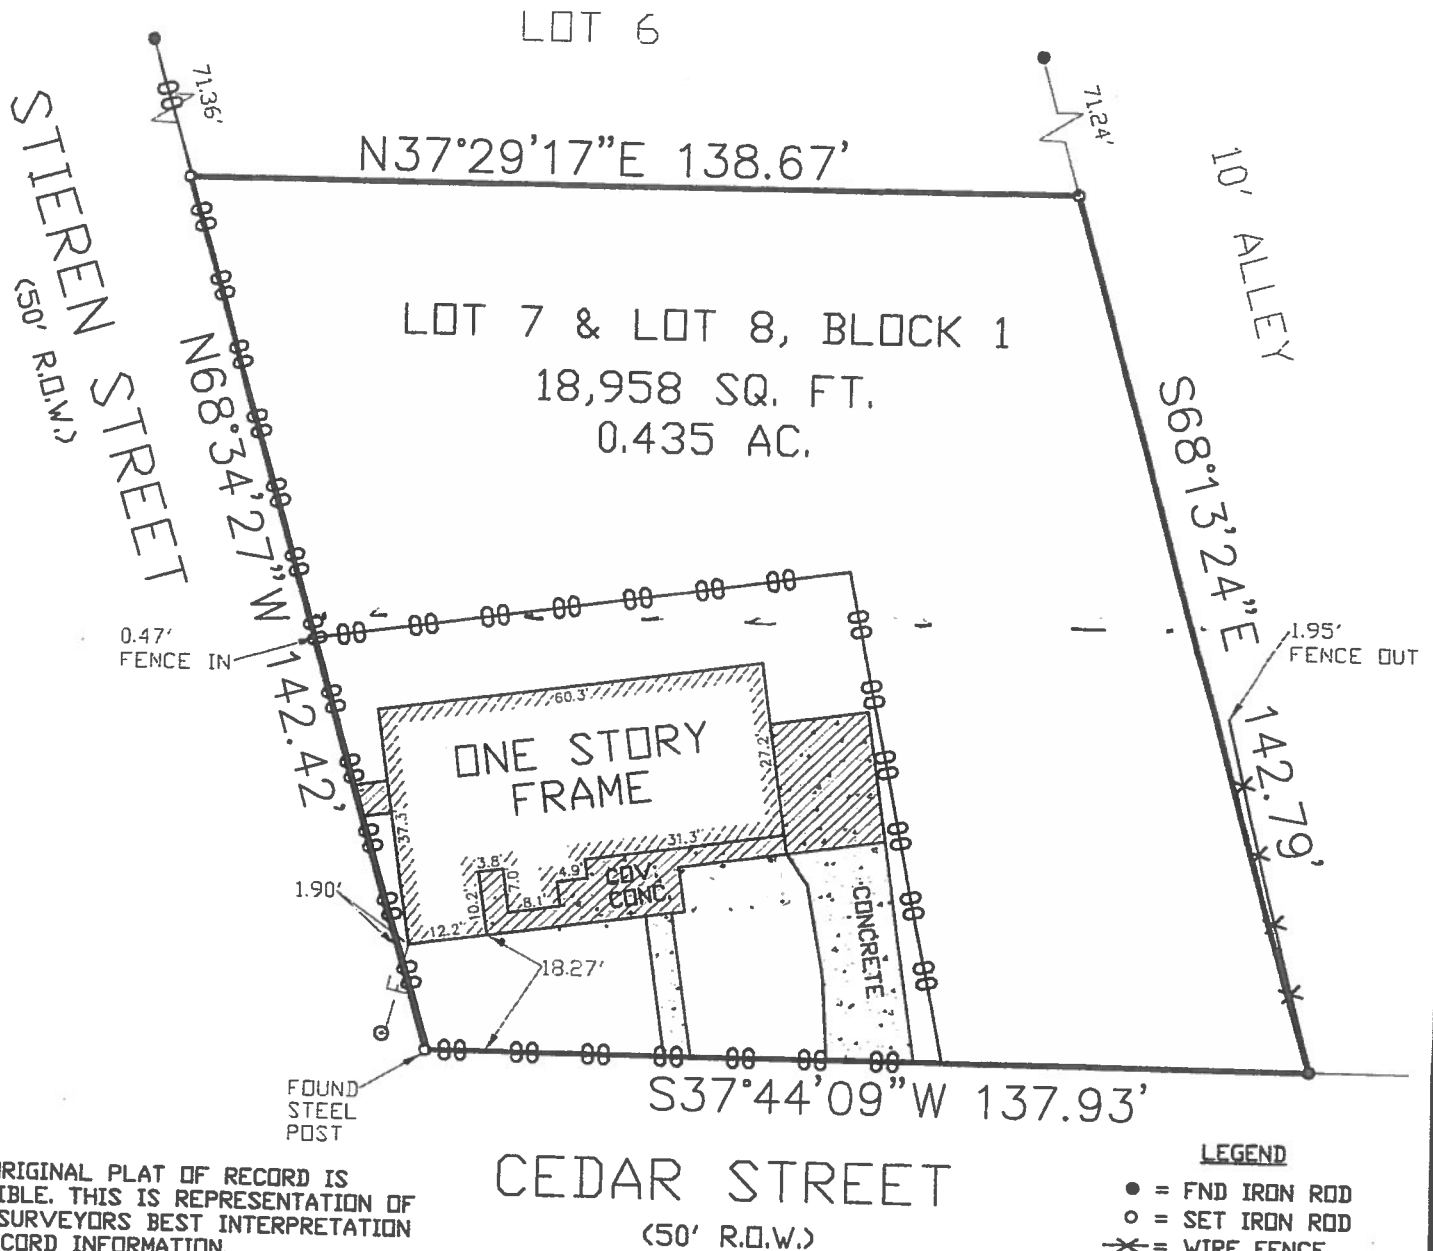 LOT 6
71.36'
71.24'
N37°29'17"E 138.67'
STIEREN STREET
(50' R.O.W.)
10' ALLEY
LOT 7 & LOT 8, BLOCK 1
18,958 SQ. FT.
0.435 AC.
N68°34'27"W 142.42'
S68°13'24"E 142.79'
0.47'
FENCE IN
1.95'
FENCE OUT
60.3'
ONE STORY
FRAME
27.2'
37.3'
31.3'
3.8'
7.0'
4.9'
8.1'
10.2'
12.2'
COV.
CONC.
CONCRETE
1.90'
18.27'
E
FOUND
STEEL
POST
S37°44'09"W 137.93'
CEDAR STREET
(50' R.O.W.)
RIGINAL PLAT OF RECORD IS
IBLE. THIS IS REPRESENTATION OF
SURVEYORS BEST INTERPRETATION
CORD INFORMATION.
LEGEND
● = FND IRON ROD
○ = SET IRON ROD
= WIRE FENCE